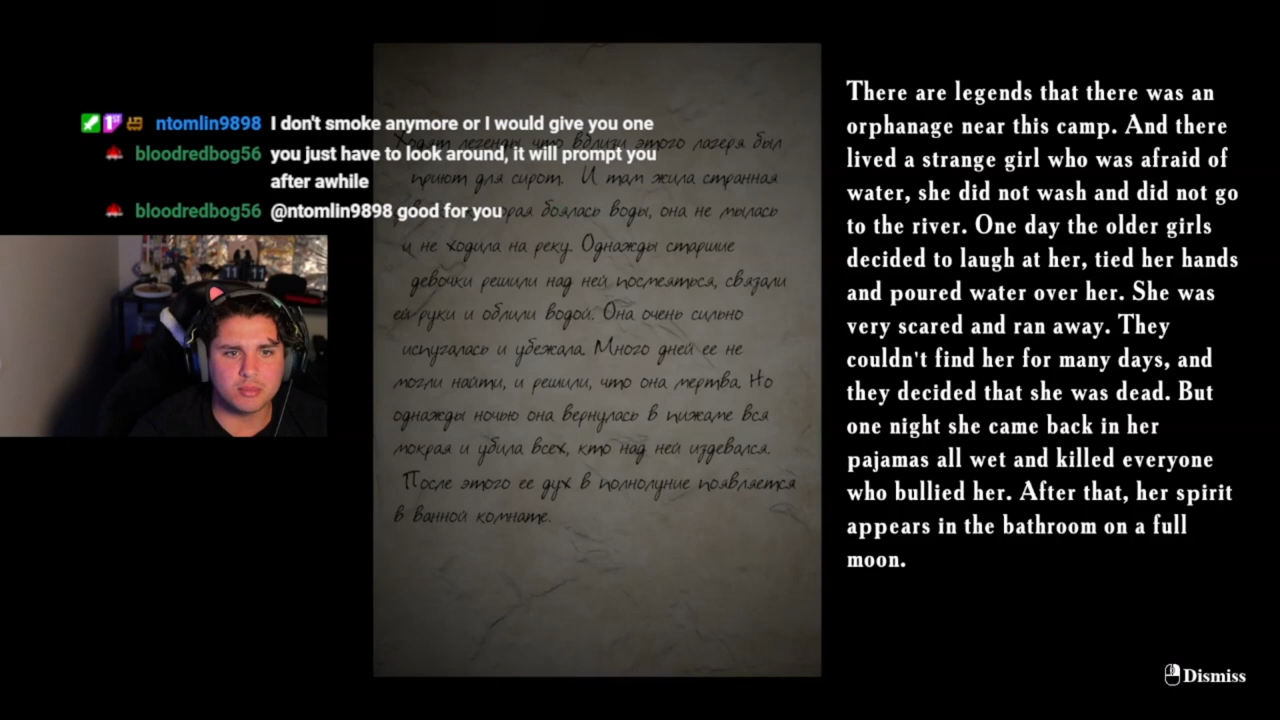 ntomlin9898 I don't smoke anymore or I would give you one
bloodredbog56 you just have to look around, it will prompt you
after awhile
bloodredbog56 @ntomlin9898 good for you
Ходят легенды что вблизи этого лагеря был
приют для сирот. И там жила странная
боялась воды, она не мылась
и не ходила на реку. Однажды старшие
девочки решили над ней посмеяться, связали
ей руки и облили водой. Она очень сильно
испугалась и убежала. Много дней ее не
могли найти, и решили, что она мертва. Но
однажды ночью она вернулась в пижаме вся
мокрая и убила всех, кто над ней издевался.
После этого ее дух в полнолуние появляется
в ванной комнате.
There are legends that there was an
orphanage near this camp. And there
lived a strange girl who was afraid of
water, she did not wash and did not go
to the river. One day the older girls
decided to laugh at her, tied her hands
and poured water over her. She was
very scared and ran away. They
couldn't find her for many days, and
they decided that she was dead. But
one night she came back in her
pajamas all wet and killed everyone
who bullied her. After that, her spirit
appears in the bathroom on a full
moon.
11 11
Dismiss